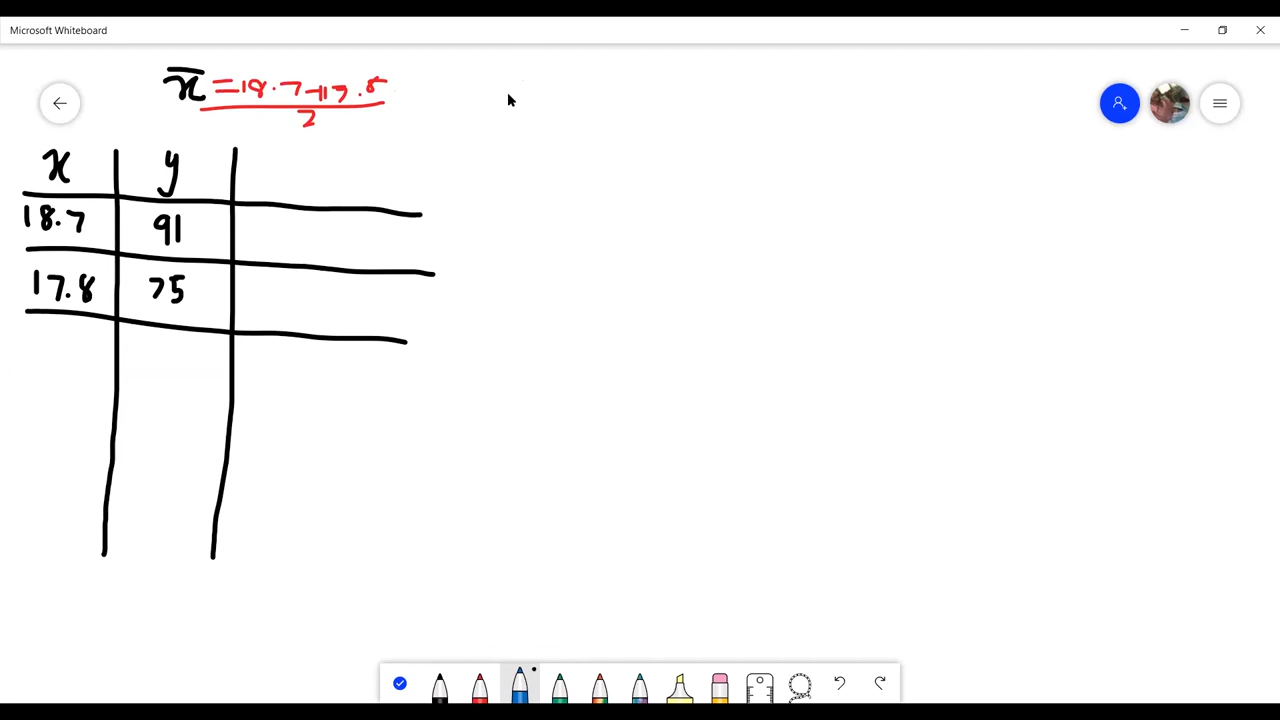 Microsoft Whiteboard
x̄ = 18.7+17.8
2
x y
18.7 91
17.8 75